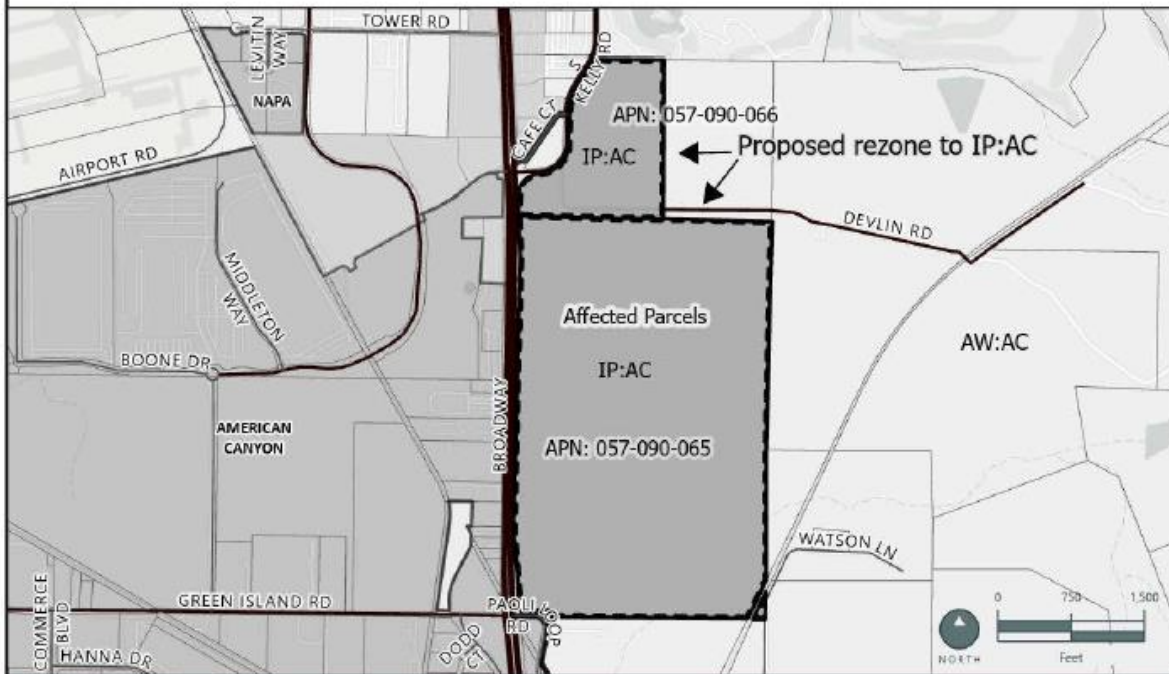 TOWER RD
LEVITIN
WAY
NAPA
S
KELLY RD
CAFE CT
APN: 057-090-066
Proposed rezone to IP:AC
IP:AC
AIRPORT RD
DEVLIN RD
MIDDLETON
WAY
Affected Parcels
IP:AC
AW:AC
BOONE DR
BROADWAY
AMERICAN
CANYON
APN: 057-090-065
WATSON LN
GREEN ISLAND RD
PAOLI LOOP
RD
COMMERCE
BLVD
HANNA DR
DODD
CT
0 750 1,500
NORTH
Feet